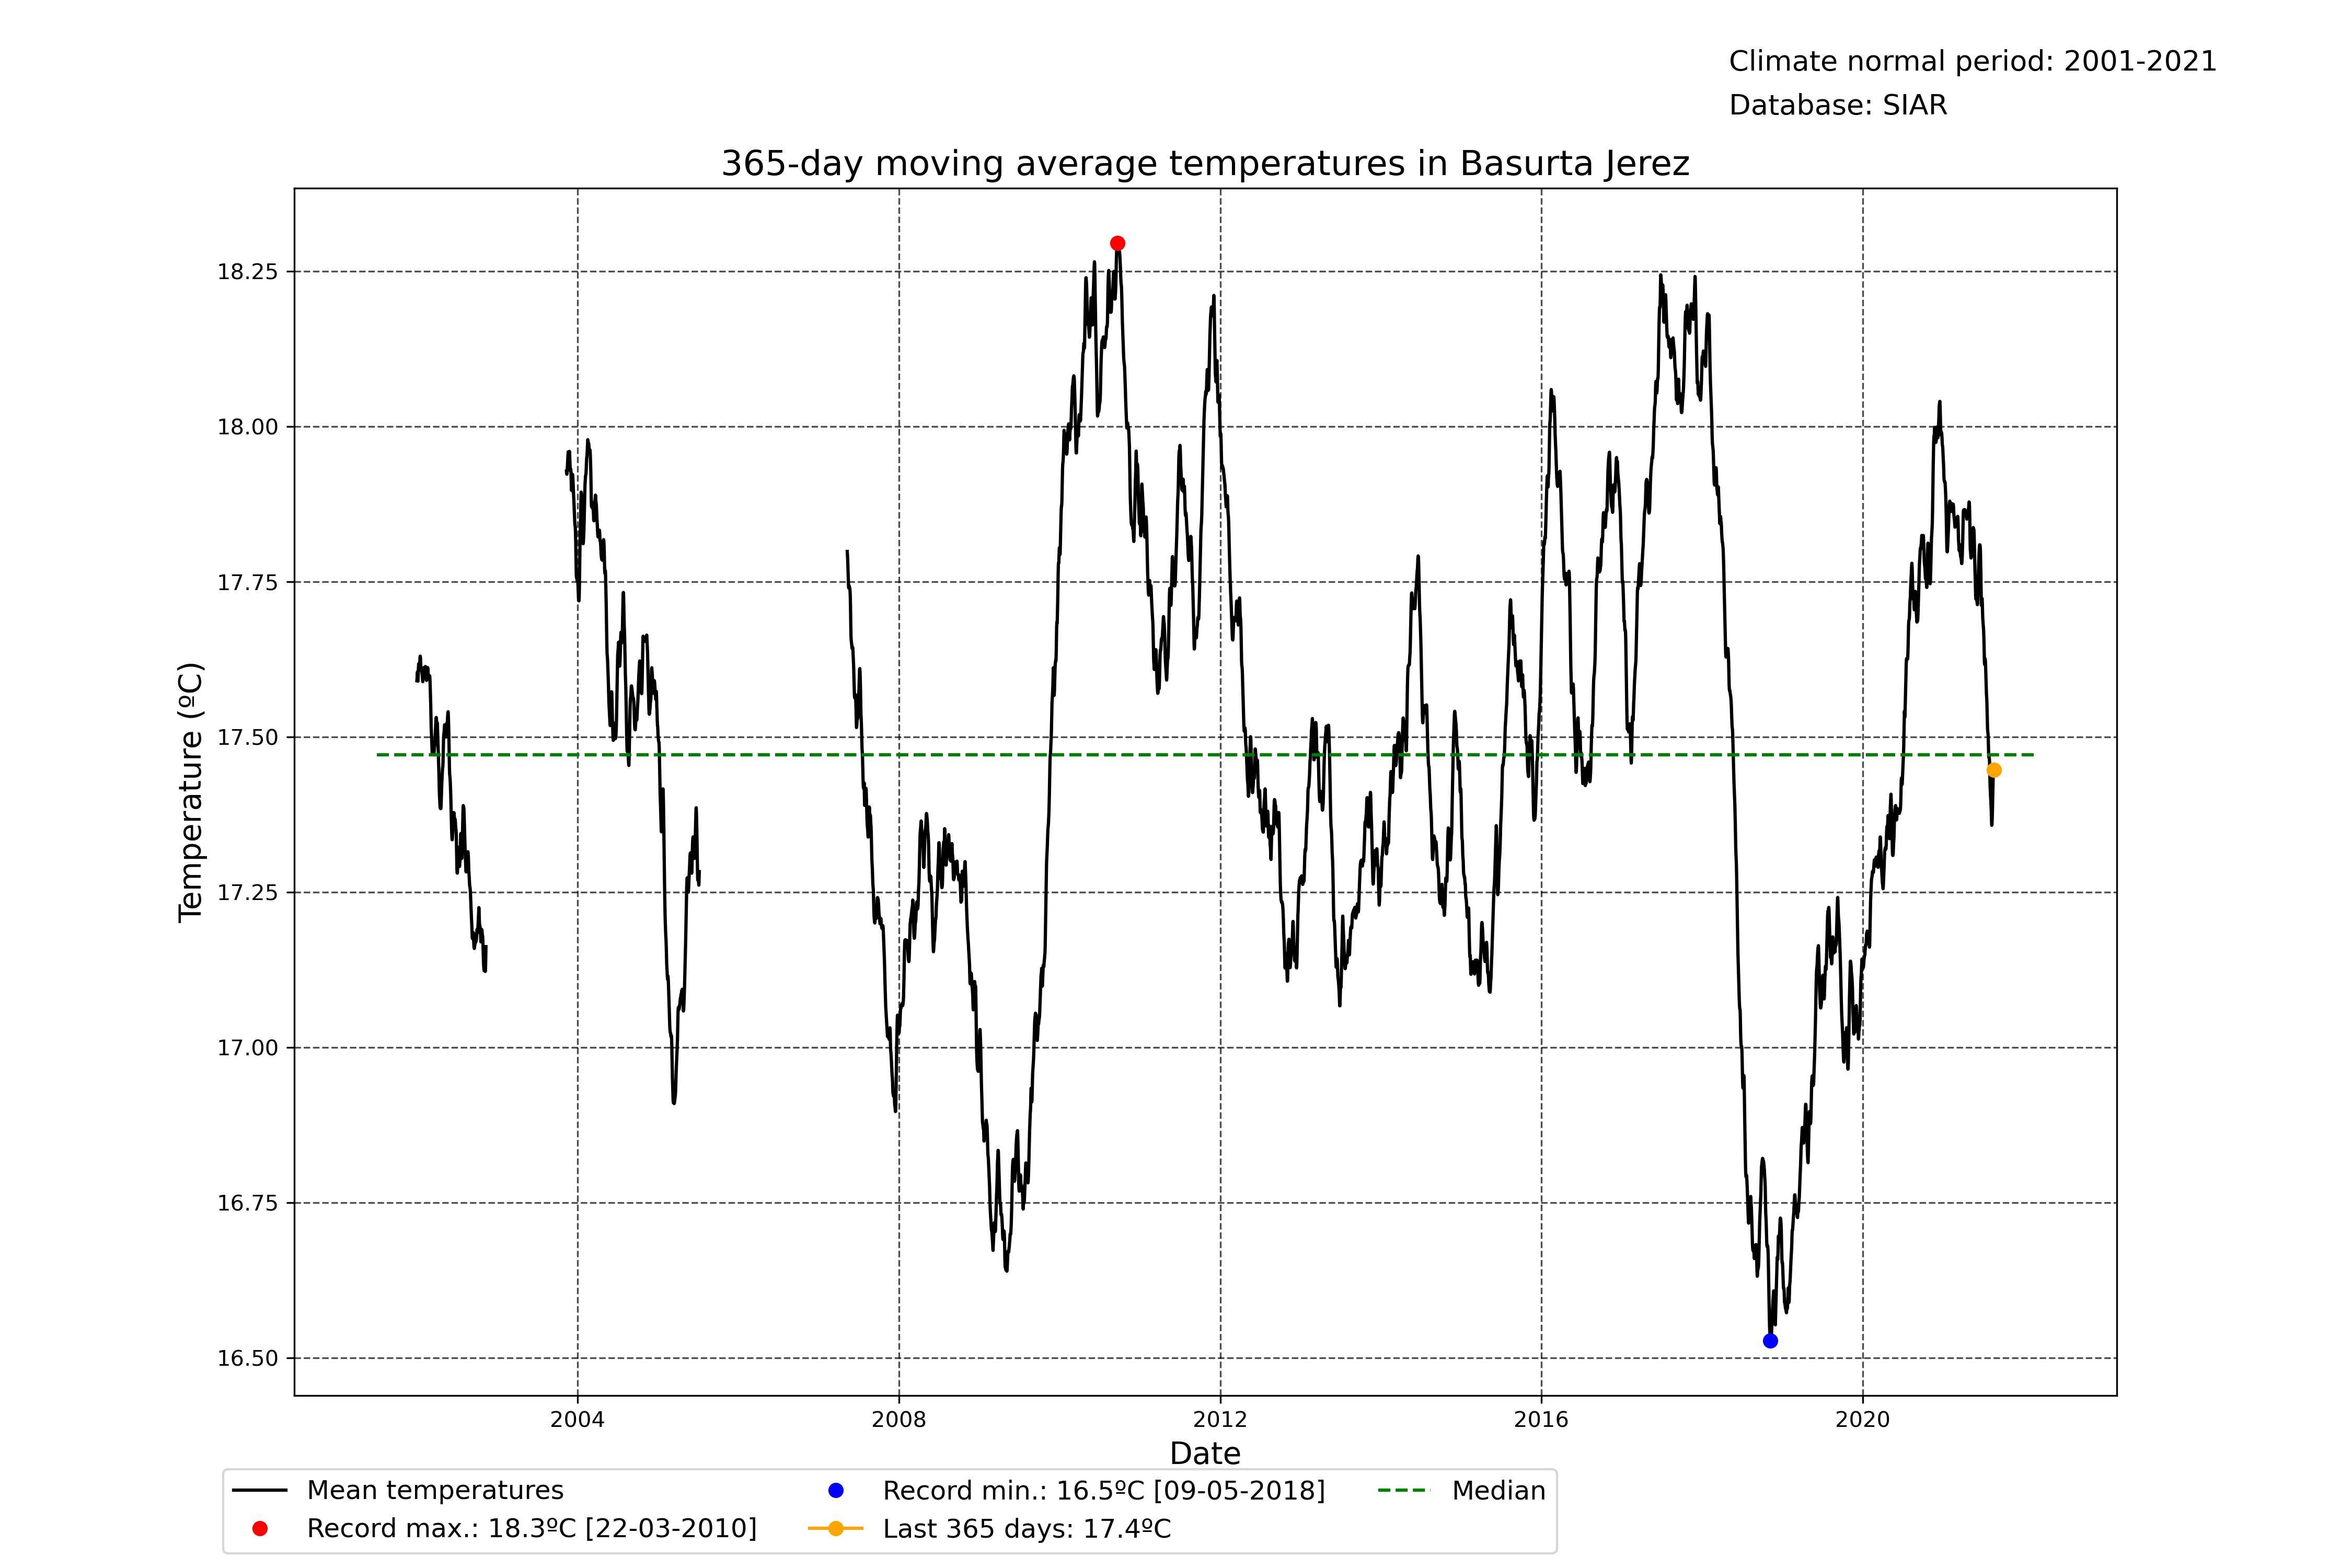 Climate normal period: 2001-2021
Database: SIAR
365-day moving average temperatures in Basurta Jerez
18.25
18.00
17.75
17.50
17.25
17.00
16.75
16.50
Temperature (ºC)
2004 2008 2012 2016 2020
Date
Mean temperatures
Record max.: 18.3ºC [22-03-2010]
Record min.: 16.5ºC [09-05-2018]
Last 365 days: 17.4ºC
Median